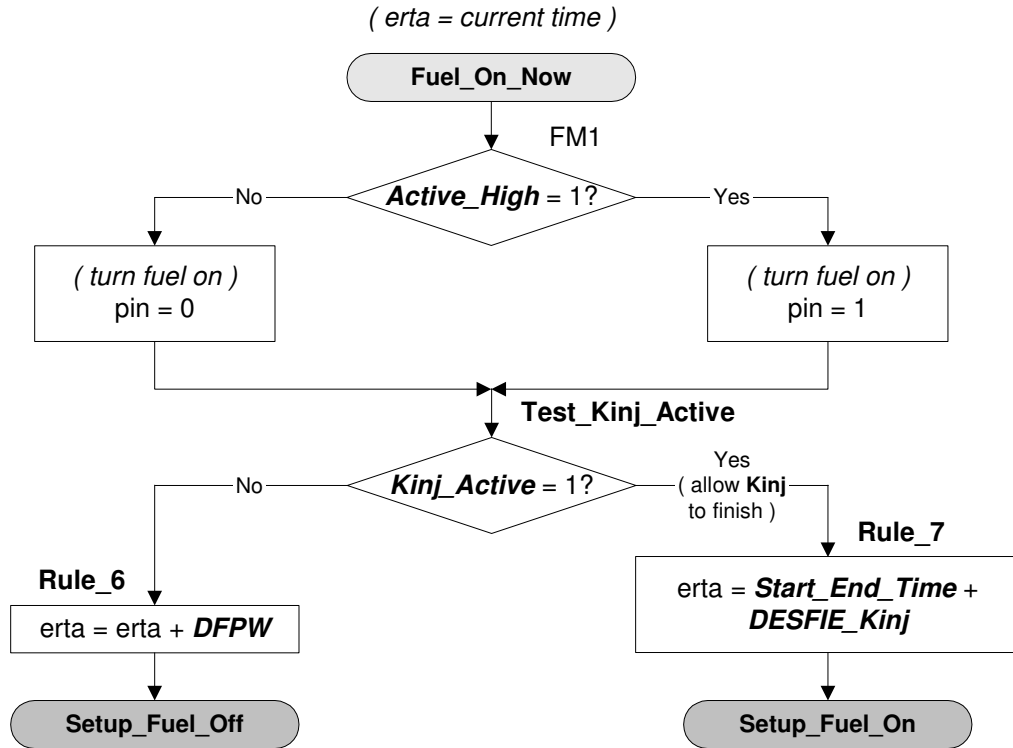 ( erta = current time )
Fuel_On_Now
FM1
Active_High = 1?
No
Yes
( turn fuel on )
pin = 0
( turn fuel on )
pin = 1
Test_Kinj_Active
Kinj_Active = 1?
No
Yes
( allow Kinj
to finish )
Rule_6
erta = erta + DFPW
Rule_7
erta = Start_End_Time +
DESFIE_Kinj
Setup_Fuel_Off
Setup_Fuel_On